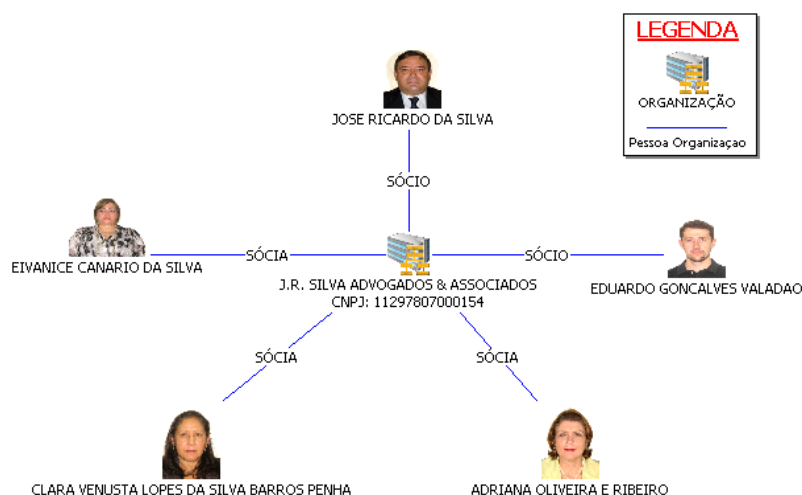 LEGENDA
ORGANIZAÇÃO
Pessoa Organizaçao
JOSE RICARDO DA SILVA
SÓCIO
EIVANICE CANARIO DA SILVA
SÓCIA
SÓCIO
EDUARDO GONCALVES VALADAO
J.R. SILVA ADVOGADOS & ASSOCIADOS
CNPJ: 11297807000154
SÓCIA
SÓCIA
CLARA VENUSTA LOPES DA SILVA BARROS PENHA
ADRIANA OLIVEIRA E RIBEIRO